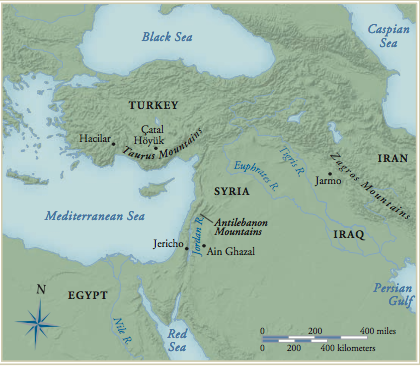 Black Sea
Caspian
Sea
TURKEY
Çatal
Höyük
Hacilar
Taurus Mountains
Tigris R.
Euphrates R.
Zagros Mountains
IRAN
Jarmo
SYRIA
Mediterranean Sea
Antilebanon
Mountains
IRAQ
Jordan R.
Jericho
Ain Ghazal
Persian
Gulf
EGYPT
N
Nile R.
Red
Sea
0 200 400 miles
0 200 400 kilometers